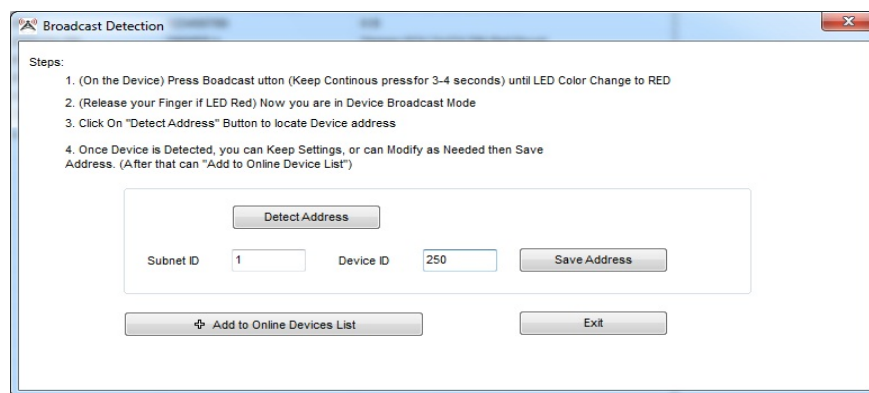 Broadcast Detection
Steps:
1. (On the Device) Press Boadcast utton (Keep Continous press for 3-4 seconds) until LED Color Change to RED
2. (Release your Finger if LED Red) Now you are in Device Broadcast Mode
3. Click On "Detect Address" Button to locate Device address
4. Once Device is Detected, you can Keep Settings, or can Modify as Needed then Save
Address. (After that can "Add to Online Device List")
Detect Address
Subnet ID 1 Device ID 250 Save Address
Add to Online Devices List Exit